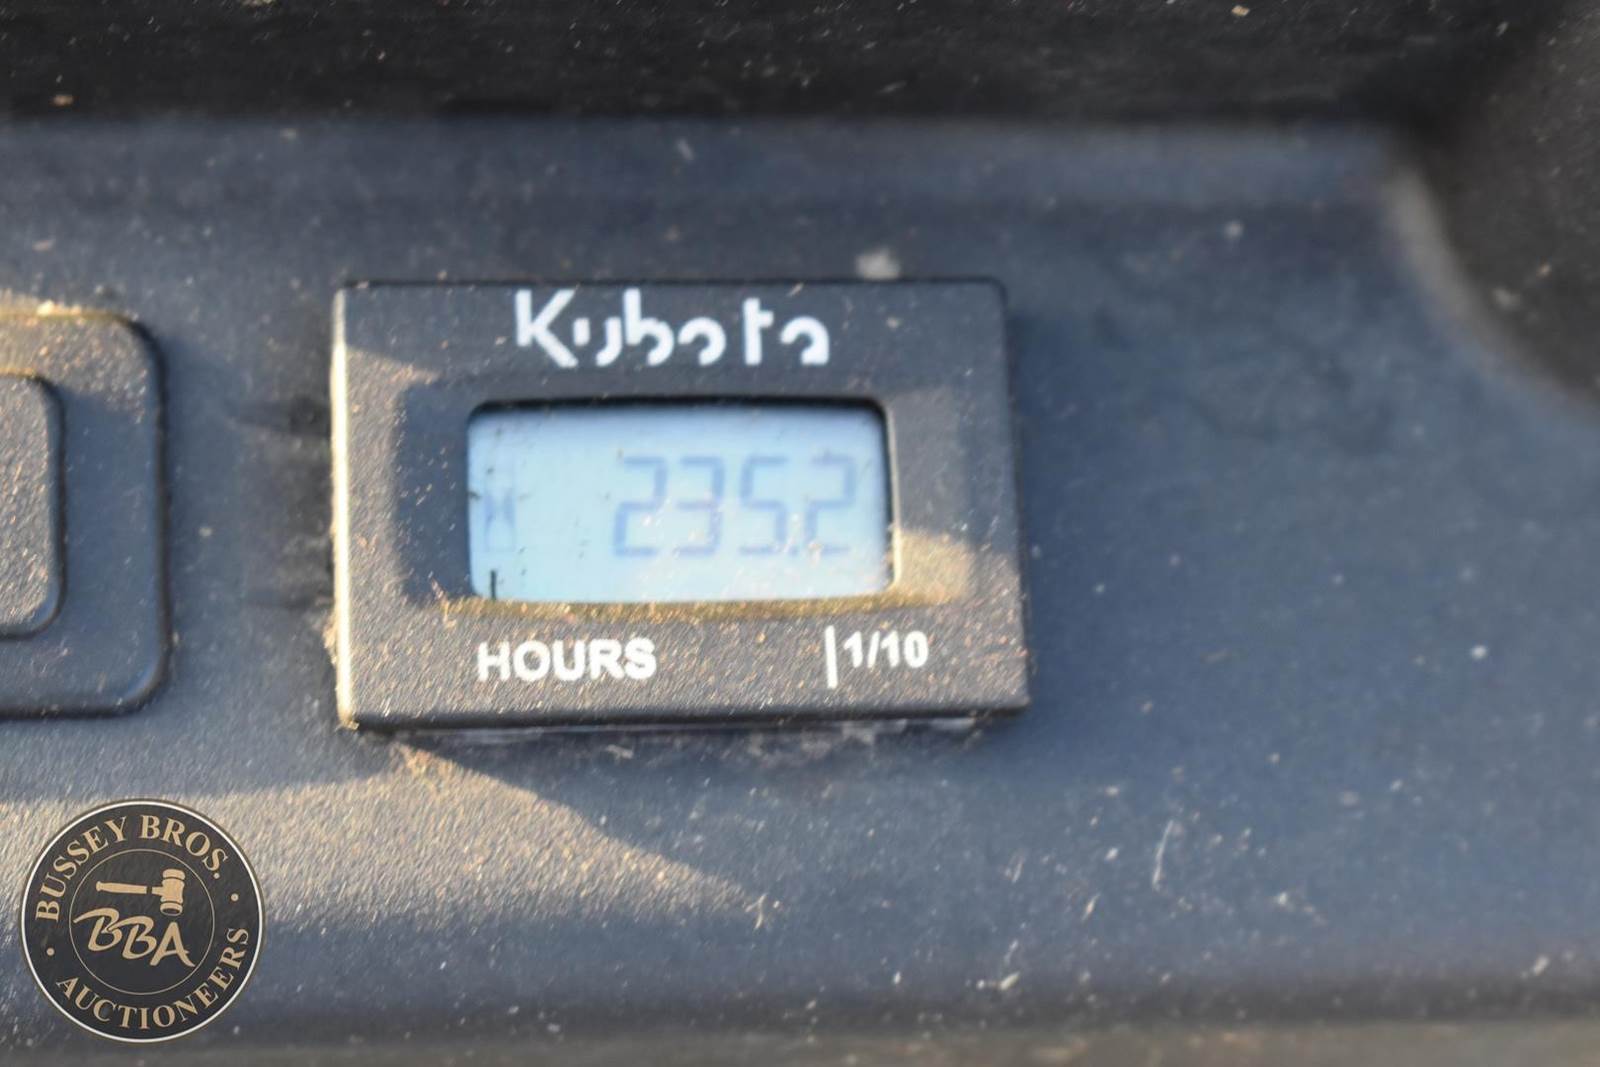 Kubota
235.2
HOURS
1/10
BUSSEY BROS.
BBA
AUCTIONEERS